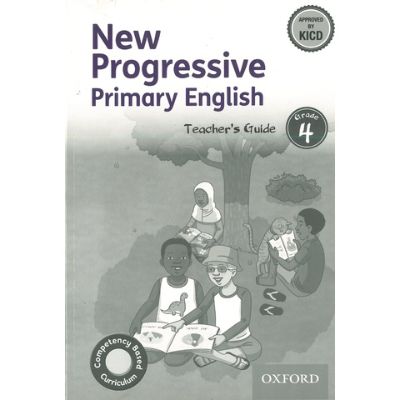 New
Progressive
Primary English
APPROVED
BY
KICD
Teacher's Guide
Grade
4
Competency Based
Curriculum
OXFORD